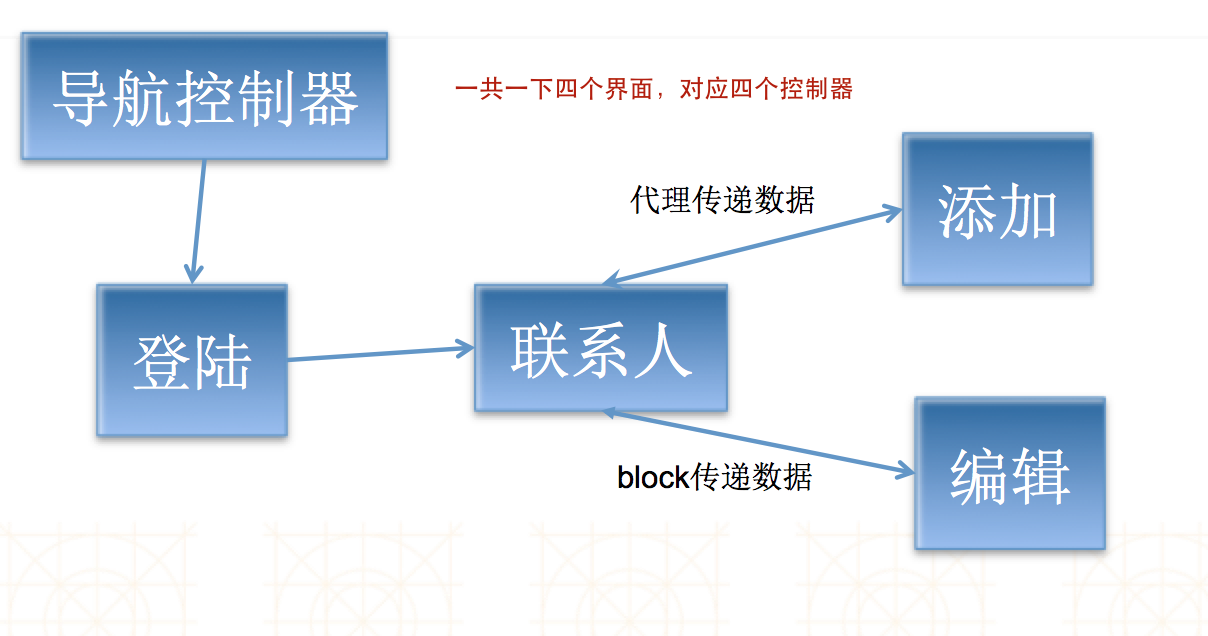 导航控制器
一共一下四个界面，对应四个控制器
代理传递数据
添加
登陆
联系人
block传递数据
编辑